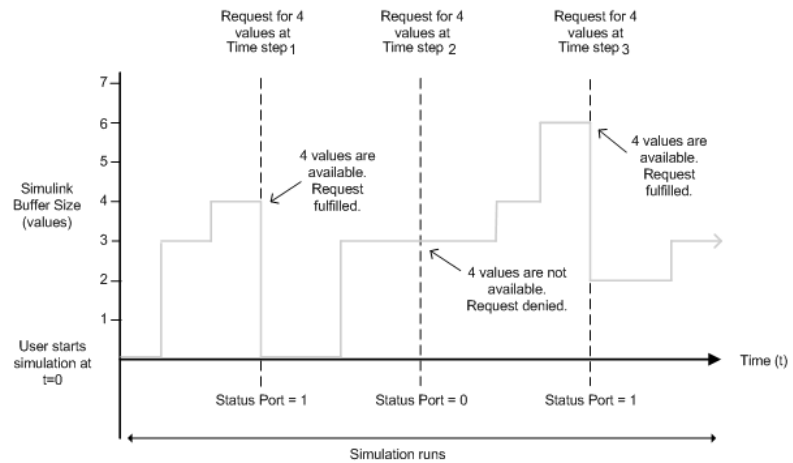 Request for 4
values at
Time step 1
Request for 4
values at
Time step 2
Request for 4
values at
Time step 3
7
6
5
4
3
2
1
Simulink
Buffer Size
(values)
4 values are
available.
Request
fulfilled.
4 values are not
available.
Request denied.
4 values are
available.
Request
fulfilled.
User starts
simulation at
t=0
Time (t)
Status Port = 1
Status Port = 0
Status Port = 1
Simulation runs